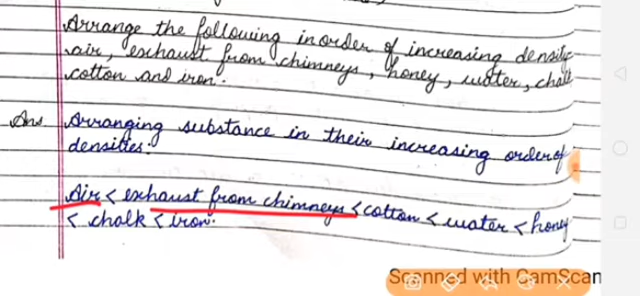 Arrange the following in order of increasing density-
air, exhaust from chimneys, honey, water, chalk
cotton and iron.
Ans. Arranging substance in their increasing order of
densities:
Air < exhaust from chimneys < cotton < water < honey
< chalk < iron.
Scanned with CamScan